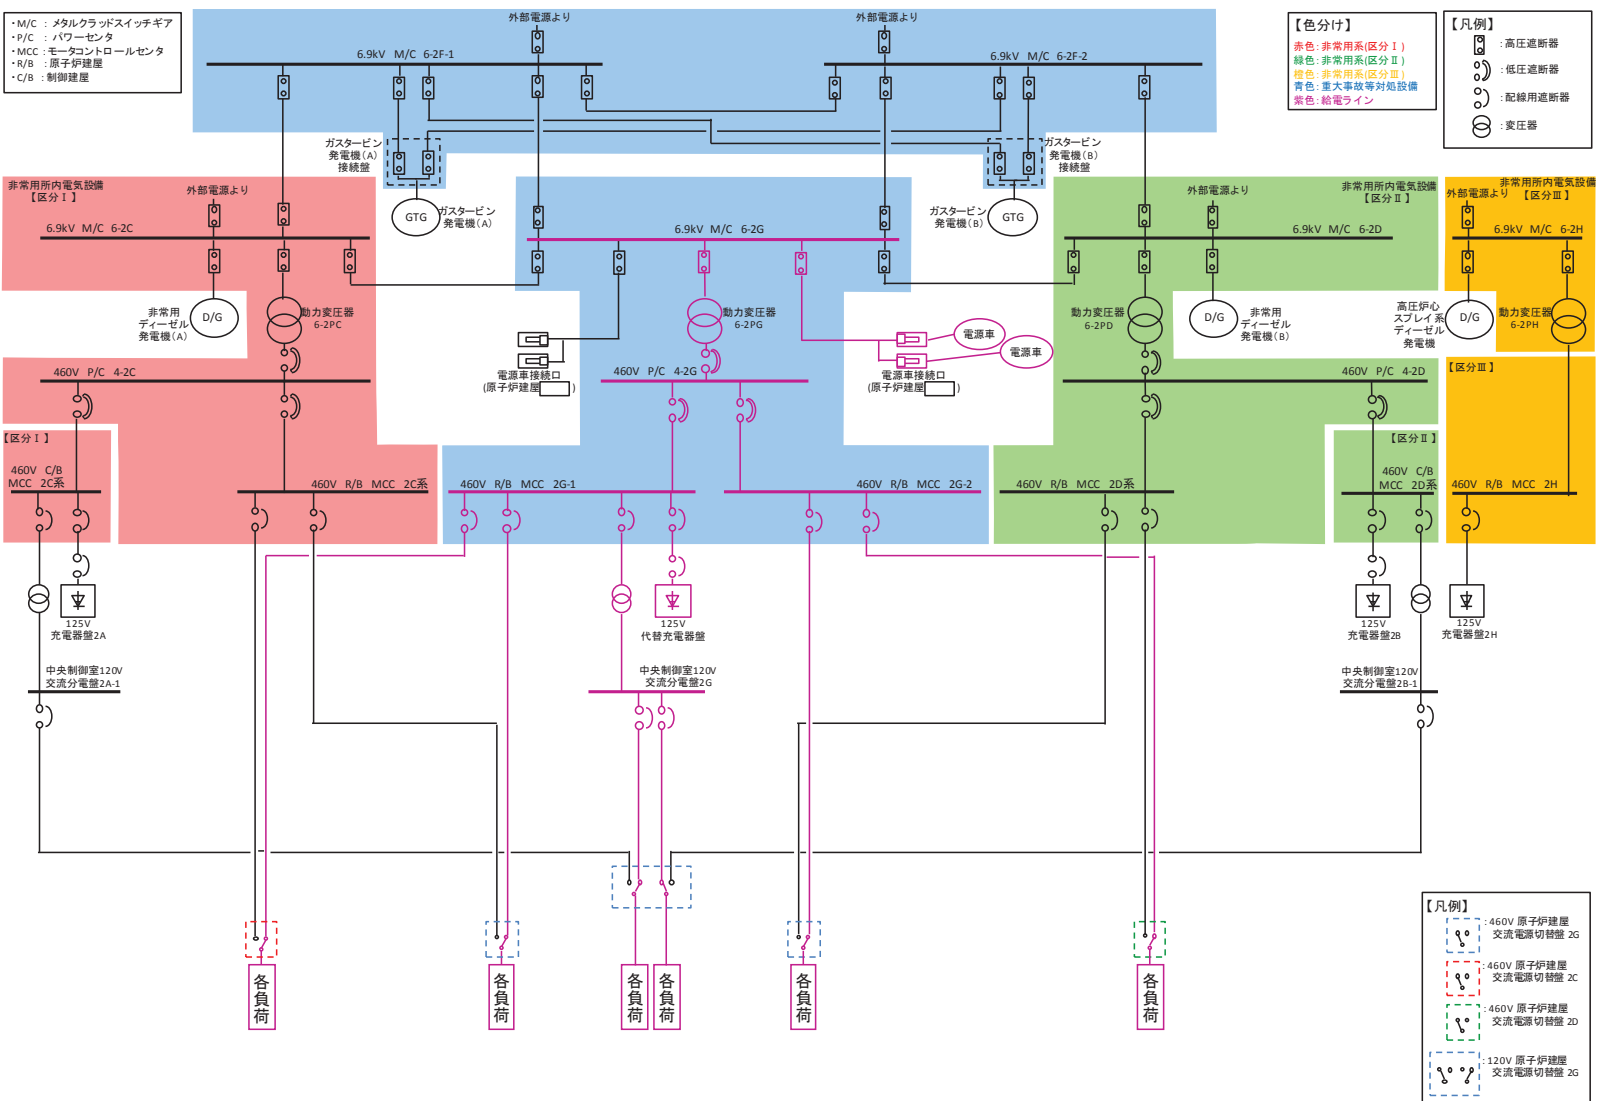 ・M/C ：メタルクラッドスイッチギア
・P/C ：パワーセンタ
・MCC：モータコントロールセンタ
・R/B ：原子炉建屋
・C/B ：制御建屋
外部電源より
外部電源より
6.9kV M/C 6-2F-1
6.9kV M/C 6-2F-2
【色分け】
赤色：非常用系(区分Ⅰ)
緑色：非常用系(区分Ⅱ)
橙色：非常用系(区分Ⅲ)
青色：重大事故等対処設備
紫色：給電ライン
【凡例】
：高圧遮断器
：低圧遮断器
：配線用遮断器
：変圧器
ガスタービン
発電機(A)
接続盤
ガスタービン
発電機(B)
接続盤
非常用所内電気設備
【区分Ⅰ】
外部電源より
6.9kV M/C 6-2C
GTG
ガスタービン
発電機(A)
6.9kV M/C 6-2G
ガスタービン
発電機(B)
GTG
外部電源より
非常用所内電気設備
【区分Ⅱ】
6.9kV M/C 6-2D
非常用所内電気設備
【区分Ⅲ】
外部電源より
6.9kV M/C 6-2H
非常用
ディーゼル
発電機(A)
D/G
動力変圧器
6-2PC
動力変圧器
6-2PG
電源車
電源車
動力変圧器
6-2PD
D/G
非常用
ディーゼル
発電機(B)
高圧炉心
スプレイ系
ディーゼル
発電機
D/G
動力変圧器
6-2PH
電源車接続口
(原子炉建屋 )
電源車接続口
(原子炉建屋 )
460V P/C 4-2C
460V P/C 4-2G
460V P/C 4-2D
【区分Ⅲ】
【区分Ⅰ】
460V C/B
MCC 2C系
460V R/B MCC 2C系
460V R/B MCC 2G-1
460V R/B MCC 2G-2
460V R/B MCC 2D系
【区分Ⅱ】
460V C/B
MCC 2D系
460V R/B MCC 2H
125V
充電器盤2A
125V
代替充電器盤
125V
充電器盤2B
125V
充電器盤2H
中央制御室120V
交流分電盤2A-1
中央制御室120V
交流分電盤2G
中央制御室120V
交流分電盤2B-1
各負荷
各負荷
各負荷
各負荷
各負荷
各負荷
【凡例】
：460V 原子炉建屋
交流電源切替盤 2G
：460V 原子炉建屋
交流電源切替盤 2C
：460V 原子炉建屋
交流電源切替盤 2D
：120V 原子炉建屋
交流電源切替盤 2G